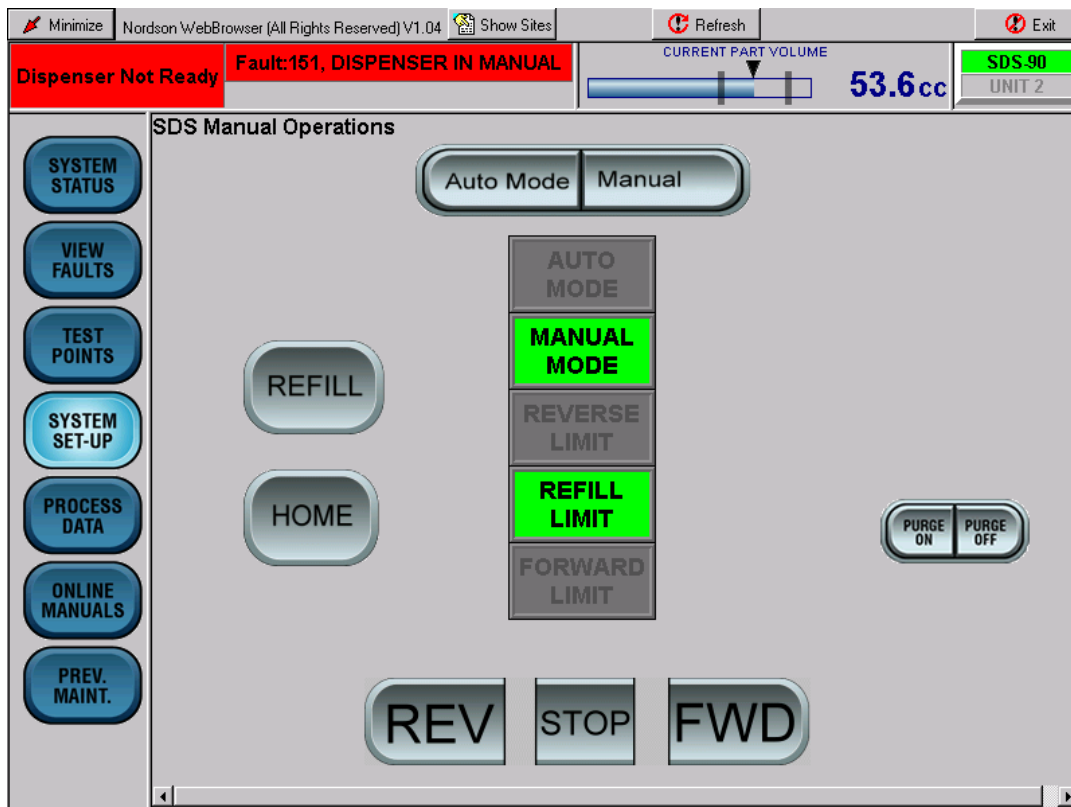 Minimize Nordson WebBrowser (All Rights Reserved) V1.04 Show Sites Refresh Exit
Dispenser Not Ready
Fault:151, DISPENSER IN MANUAL
CURRENT PART VOLUME
53.6cc
SDS-90
UNIT 2
SDS Manual Operations
SYSTEM
STATUS
VIEW
FAULTS
TEST
POINTS
SYSTEM
SET-UP
PROCESS
DATA
ONLINE
MANUALS
PREV.
MAINT.
Auto Mode Manual
AUTO
MODE
MANUAL
MODE
REVERSE
LIMIT
REFILL
LIMIT
FORWARD
LIMIT
REFILL
HOME
PURGE
ON
PURGE
OFF
REV STOP FWD